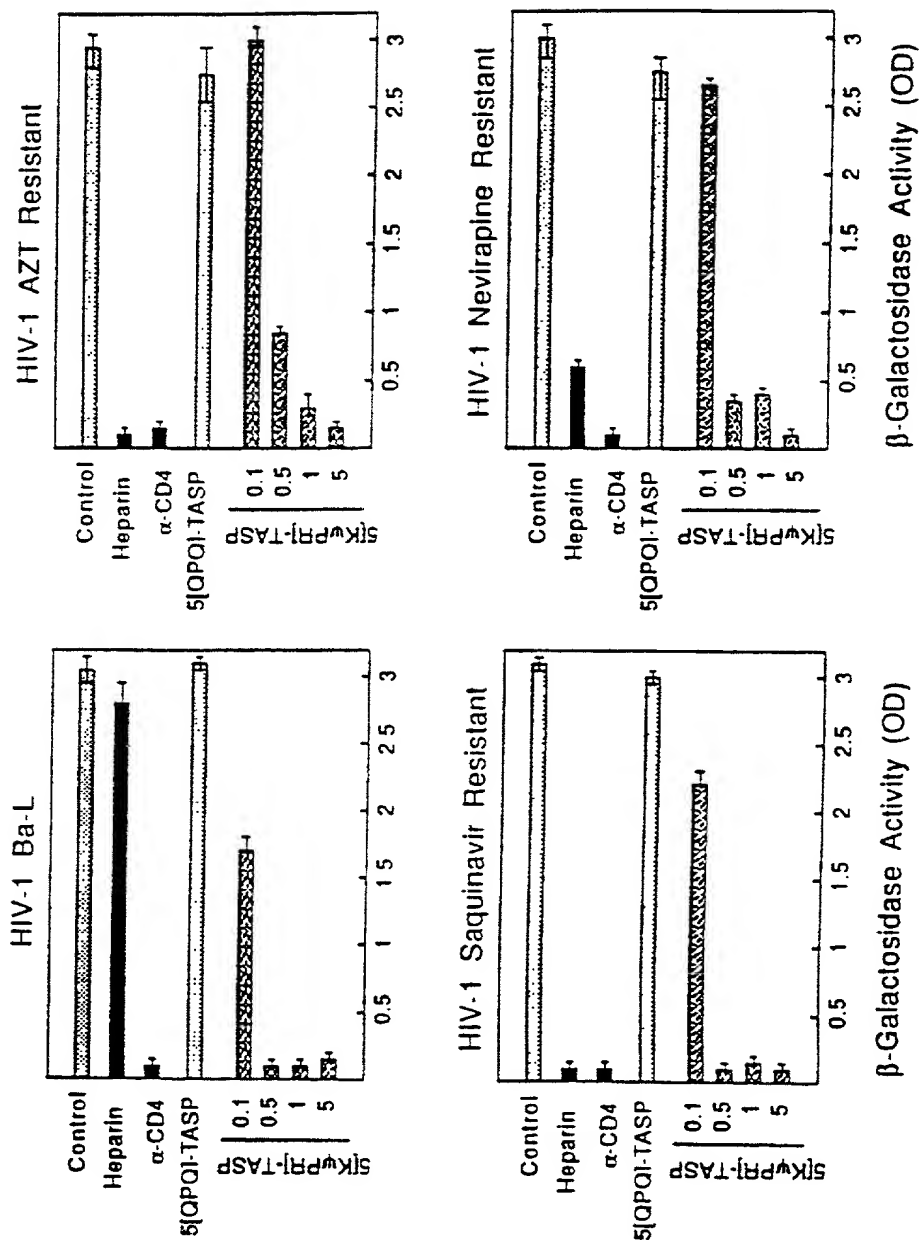 HIV-1 Ba-L
Control
Heparin
α-CD4
5[QPQ]-TASP
5[KψPR]-TASP
0.1
0.5
1
5
0.5 1 1.5 2 2.5 3
HIV-1 AZT Resistant
Control
Heparin
α-CD4
5[QPQ]-TASP
5[KψPR]-TASP
0.1
0.5
1
5
0.5 1 1.5 2 2.5 3
HIV-1 Saquinavir Resistant
Control
Heparin
α-CD4
5[QPQ]-TASP
5[KψPR]-TASP
0.1
0.5
1
5
0.5 1 1.5 2 2.5 3
β-Galactosidase Activity (OD)
HIV-1 Nevirapine Resistant
Control
Heparin
α-CD4
5[QPQ]-TASP
5[KψPR]-TASP
0.1
0.5
1
5
0.5 1 1.5 2 2.5 3
β-Galactosidase Activity (OD)